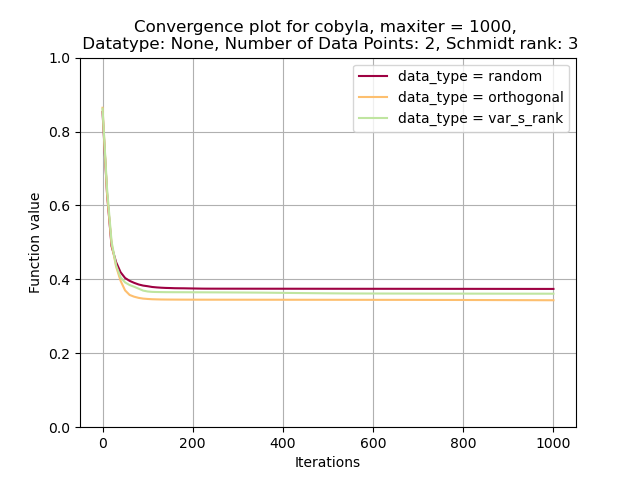 Convergence plot for cobyla, maxiter = 1000,
Datatype: None, Number of Data Points: 2, Schmidt rank: 3
1.0
data_type = random
data_type = orthogonal
data_type = var_s_rank
0.8
0.6
Function value
0.4
0.2
0.0
0 200 400 600 800 1000
Iterations